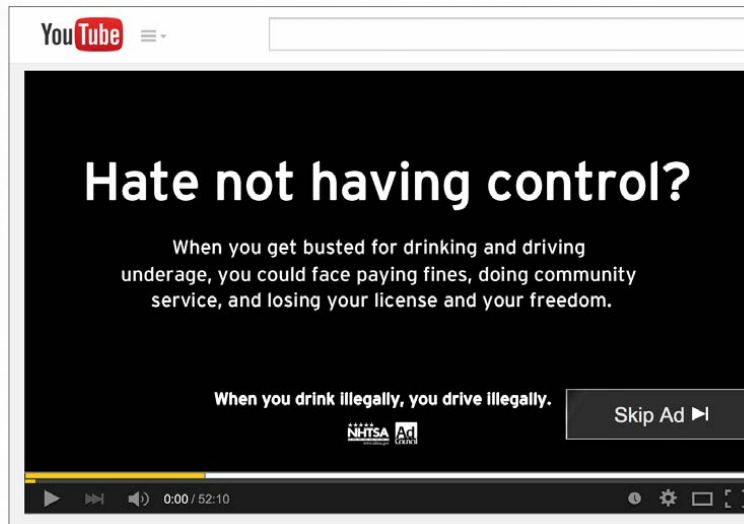 YouTube
Hate not having control?
When you get busted for drinking and driving
underage, you could face paying fines, doing community
service, and losing your license and your freedom.
When you drink illegally, you drive illegally.
Skip Ad
NHTSA Ad Council
0:00 / 52:10